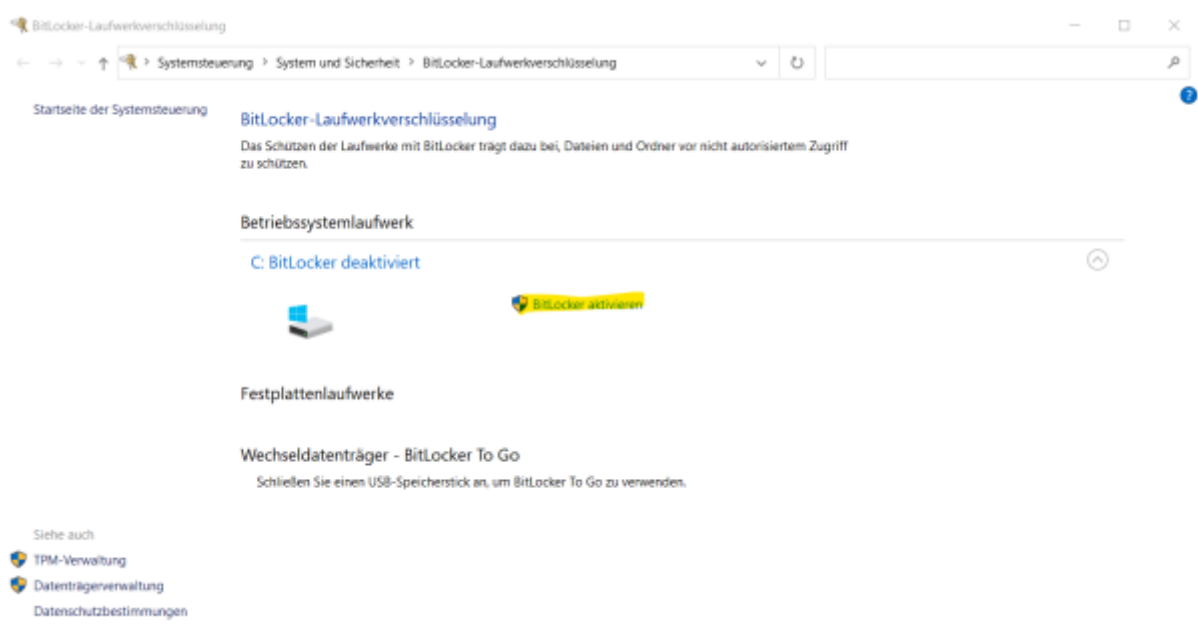 BitLocker-Laufwerkverschlüsselung
Systemsteuerung > System und Sicherheit > BitLocker-Laufwerkverschlüsselung
Startseite der Systemsteuerung
BitLocker-Laufwerkverschlüsselung
Das Schützen der Laufwerke mit BitLocker trägt dazu bei, Dateien und Ordner vor nicht autorisiertem Zugriff
zu schützen.
Betriebssystemlaufwerk
C: BitLocker deaktiviert
BitLocker aktivieren
Festplattenlaufwerke
Wechseldatenträger - BitLocker To Go
Schließen Sie einen USB-Speicherstick an, um BitLocker To Go zu verwenden.
Siehe auch
TPM-Verwaltung
Datenträgerverwaltung
Datenschutzbestimmungen